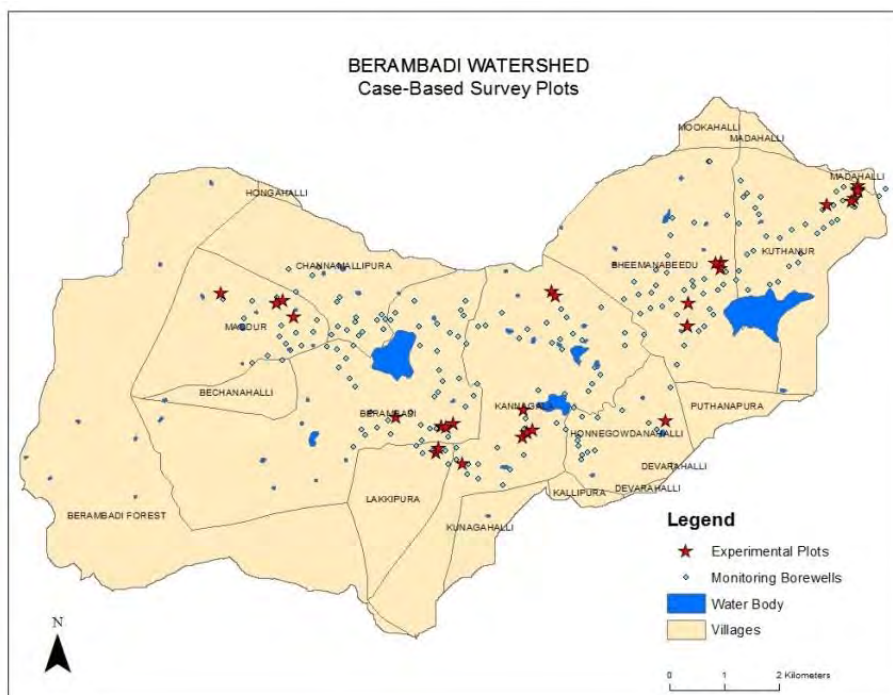 BERAMBADI WATERSHED
Case-Based Survey Plots
MOOKAHALLI
MADAHALLI
MADAHALLI
HONGAHALLI
KUTHANUR
CHANNAMALLIPURA
BHEEMANABEEDU
MADDUR
BECHANAHALLI
PUTHANAPURA
BERAMBADI
KANNAGALA
HONNEGOWDANAHALLI
DEVARAHALLI
LAKKIPURA
KALLIPURA
DEVARAHALLI
BERAMBADI FOREST
KUNAGAHALLI
Legend
Experimental Plots
Monitoring Borewells
Water Body
Villages
N
0 1 2 Kilometers